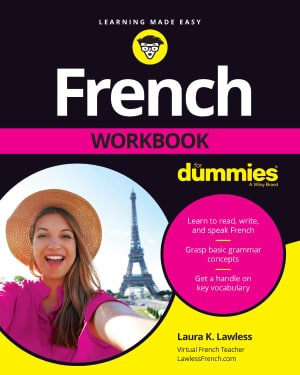 LEARNING MADE EASY
French
WORKBOOK
for
dummies
A Wiley Brand
Learn to read, write,
and speak French
Grasp basic grammar
concepts
Get a handle on
key vocabulary
Laura K. Lawless
Virtual French Teacher
LawlessFrench.com